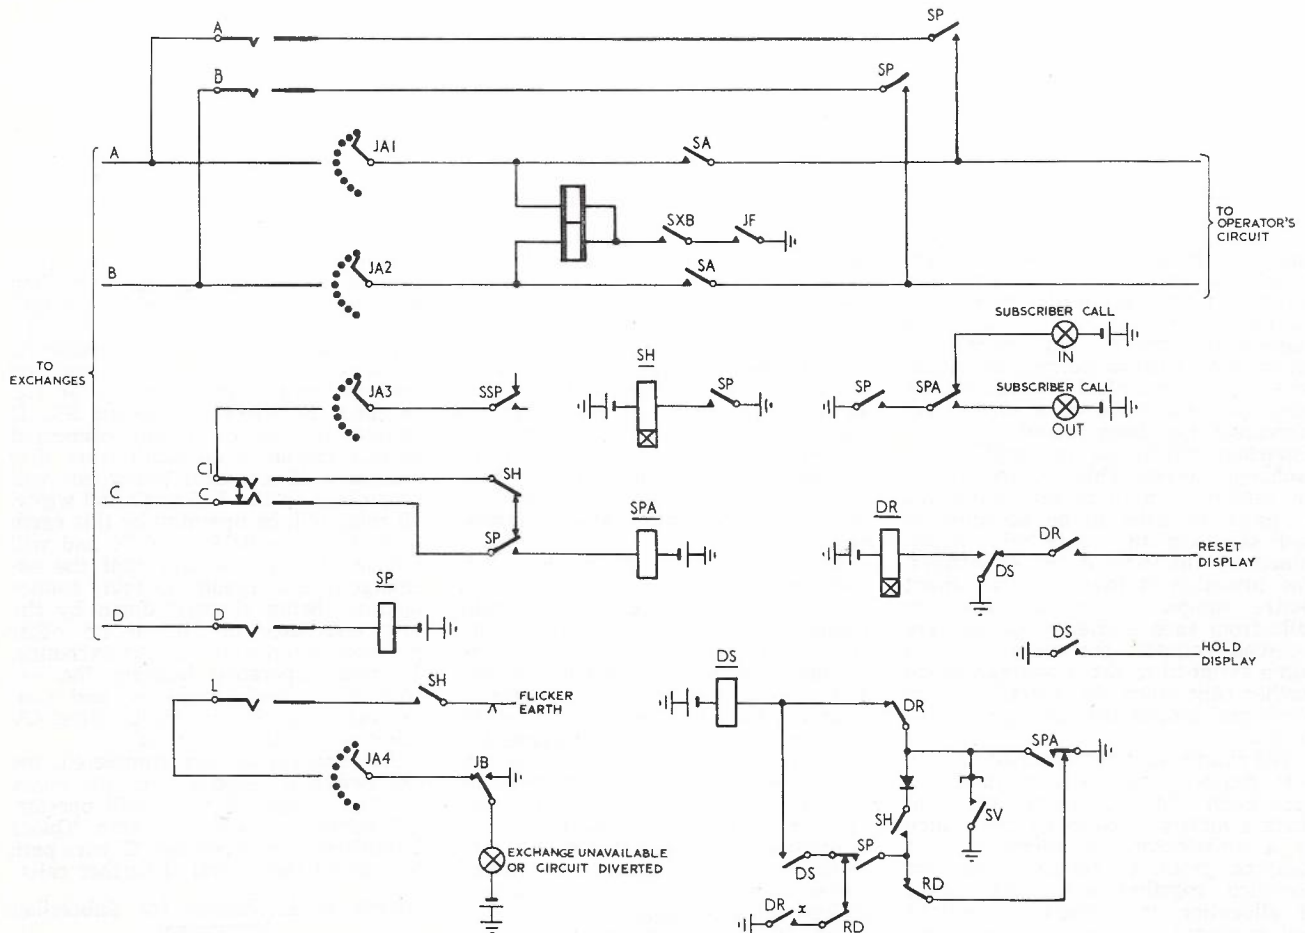 A
SP
B
SP
A
JA1
SA
SXB
JF
TO
OPERATOR'S
CIRCUIT
B
JA2
SA
SUBSCRIBER CALL
IN
TO
EXCHANGES
JA3
SSP
SH
SP
SP
SPA
SUBSCRIBER CALL
OUT
C1
SH
C
C
SP
SPA
DR
DR
DS
RESET
DISPLAY
SP
D
D
DS
HOLD
DISPLAY
L
SH
FLICKER
EARTH
DS
DR
JA4
JB
SPA
SH
SV
EXCHANGE UNAVAILABLE
OR CIRCUIT DIVERTED
DS
SP
RD
DR
x
RD